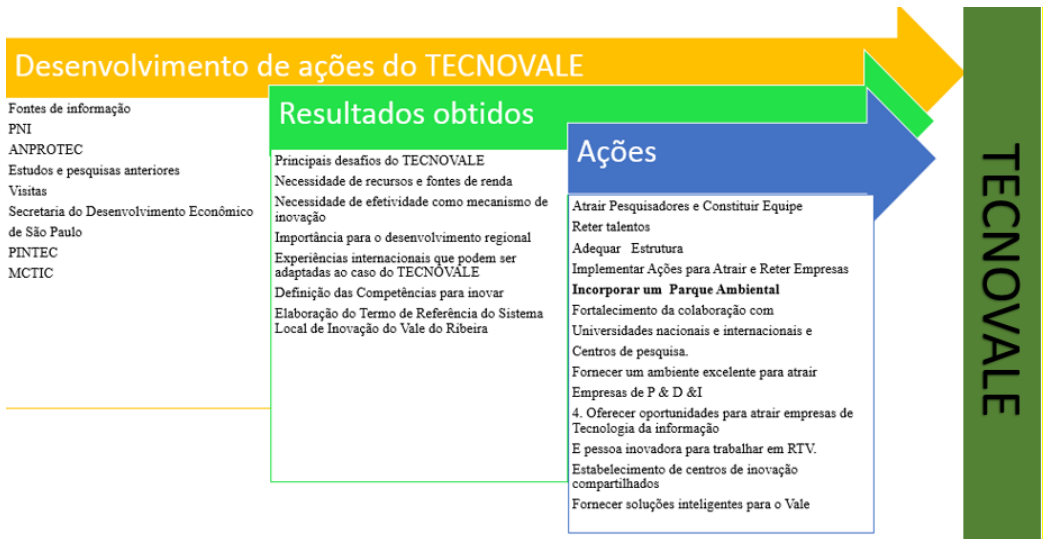 Desenvolvimento de ações do TECNOVALE
Fontes de informação
PNI
ANPROTEC
Estudos e pesquisas anteriores
Visitas
Secretaria do Desenvolvimento Econômico
de São Paulo
PINTEC
MCTIC
Resultados obtidos
Principais desafios do TECNOVALE
Necessidade de recursos e fontes de renda
Necessidade de efetividade como mecanismo de
inovação
Importância para o desenvolvimento regional
Experiências internacionais que podem ser
adaptadas ao caso do TECNOVALE
Definição das Competências para inovar
Elaboração do Termo de Referência do Sistema
Local de Inovação do Vale do Ribeira
Ações
Atrair Pesquisadores e Constituir Equipe
Reter talentos
Adequar Estrutura
Implementar Ações para Atrair e Reter Empresas
Incorporar um Parque Ambiental
Fortalecimento da colaboração com
Universidades nacionais e internacionais e
Centros de pesquisa.
Fornecer um ambiente excelente para atrair
Empresas de P & D &I
4. Oferecer oportunidades para atrair empresas de
Tecnologia da informação
E pessoa inovadora para trabalhar em RTV.
Estabelecimento de centros de inovação
compartilhados
Fornecer soluções inteligentes para o Vale
TECNOVALE